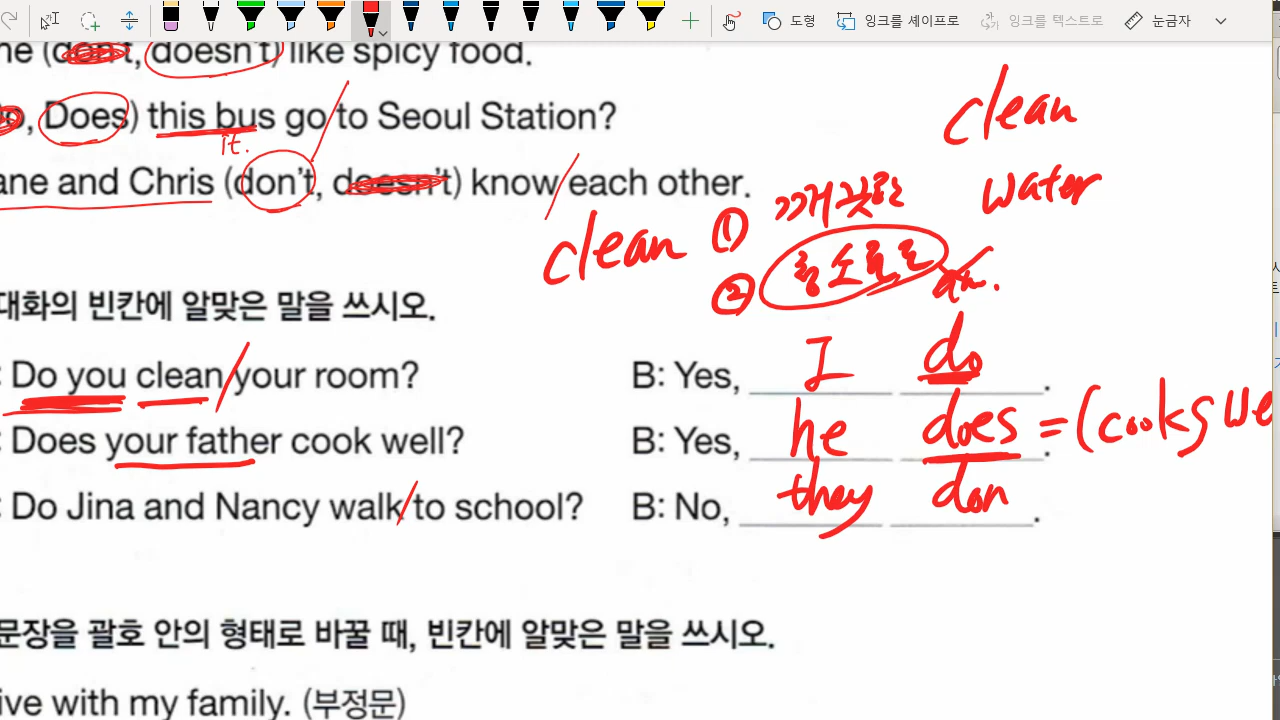 도형 잉크를 셰이프로 잉크를 텍스트로 눈금자
ne (don't, doesn't) like spicy food.
o, Does) this bus go to Seoul Station?
it.
ane and Chris (don't, doesn't) know each other.
clean
water
clean ① 깨끗한
② 청소
대화의 빈칸에 알맞은 말을 쓰시오.
: Do you clean your room? B: Yes, I do.
: Does your father cook well? B: Yes, he does. =(cooks we
: Do Jina and Nancy walk to school? B: No, they don.
문장을 괄호 안의 형태로 바꿀 때, 빈칸에 알맞은 말을 쓰시오.
ive with my family. (부정문)